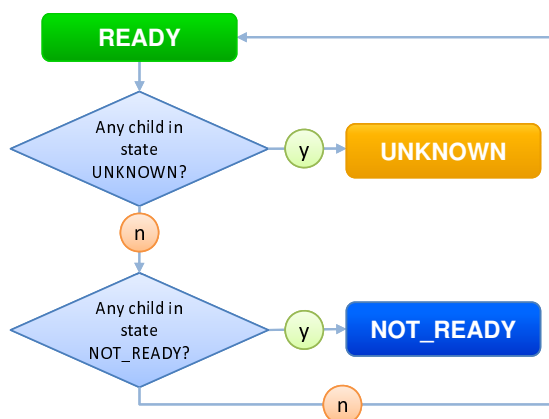 READY
Any child in
state
UNKNOWN?
y
UNKNOWN
n
Any child in
state
NOT_READY?
y
NOT_READY
n